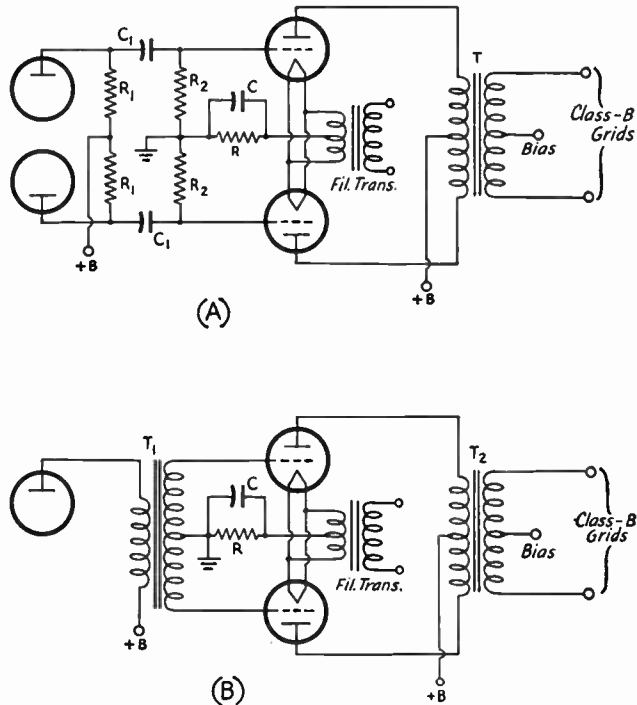 C1
R1
R2
C
R
R1
R2
C1
+B
Fil. Trans.
T
Bias
Class-B
Grids
+B
(A)
T1
C
R
+B
Fil. Trans.
T2
Bias
Class-B
Grids
+B
(B)